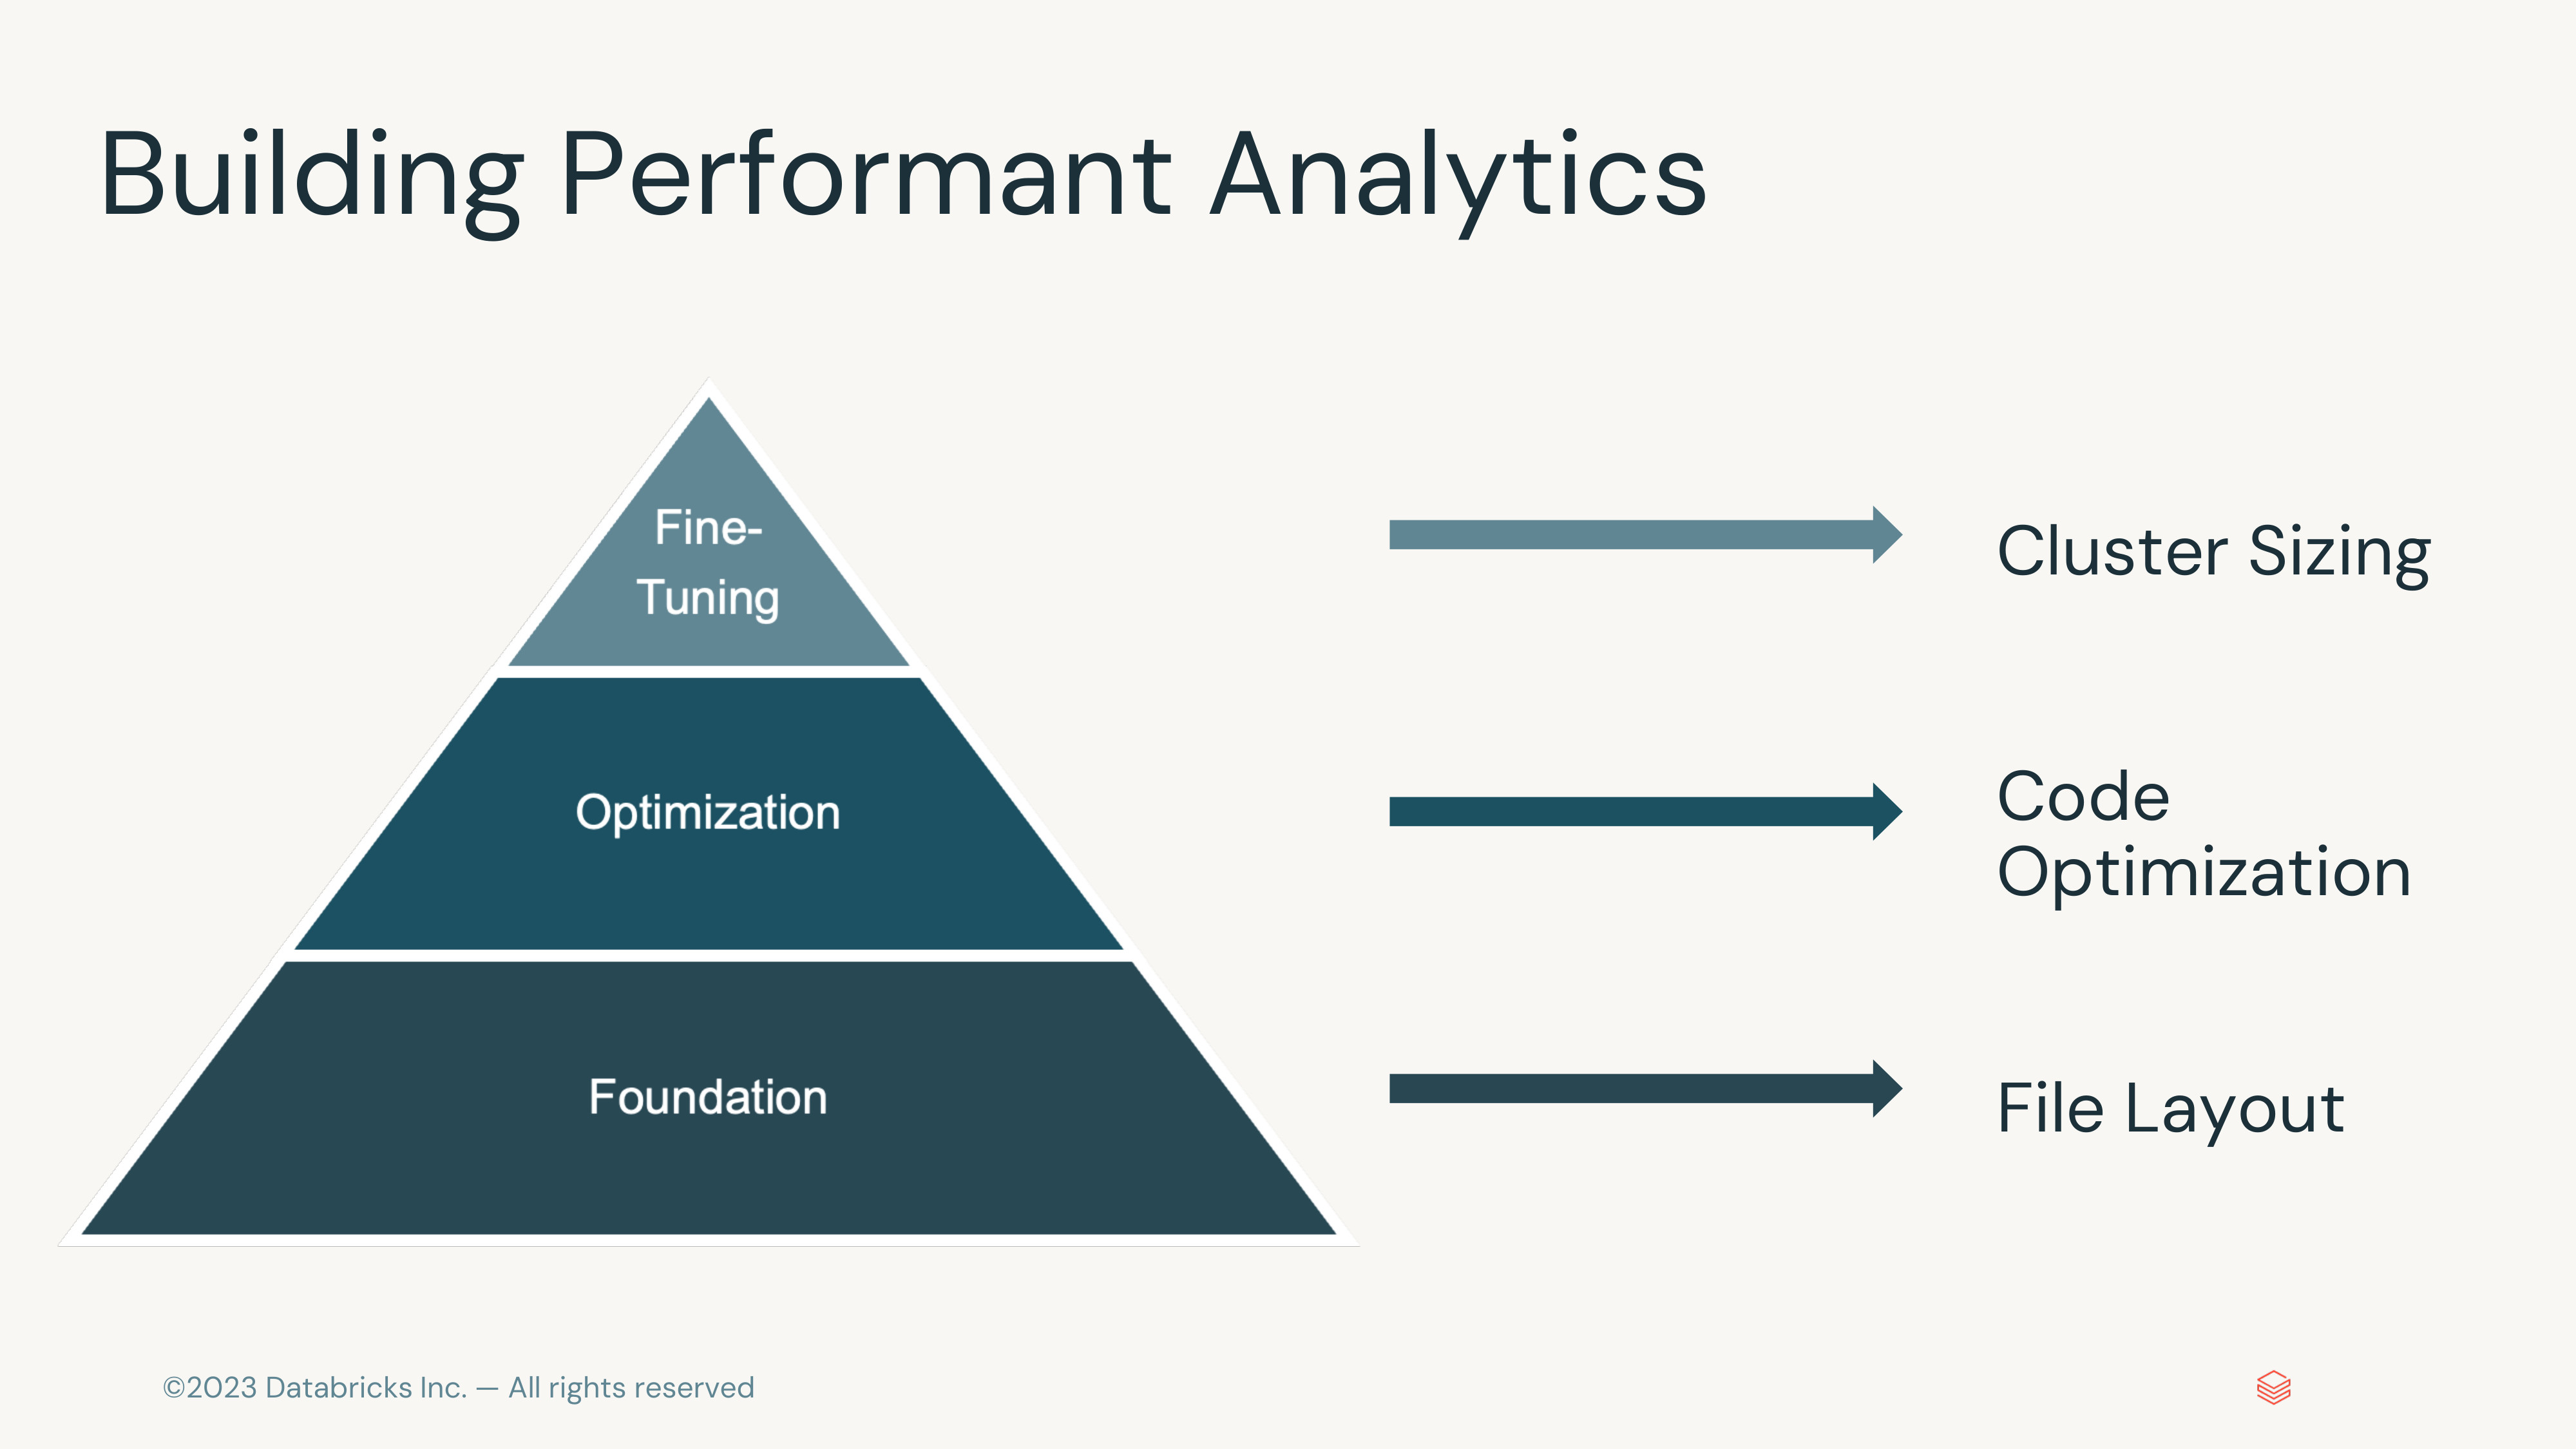 Building Performant Analytics
Fine-
Tuning
Cluster Sizing
Optimization
Code
Optimization
Foundation
File Layout
©2023 Databricks Inc. — All rights reserved